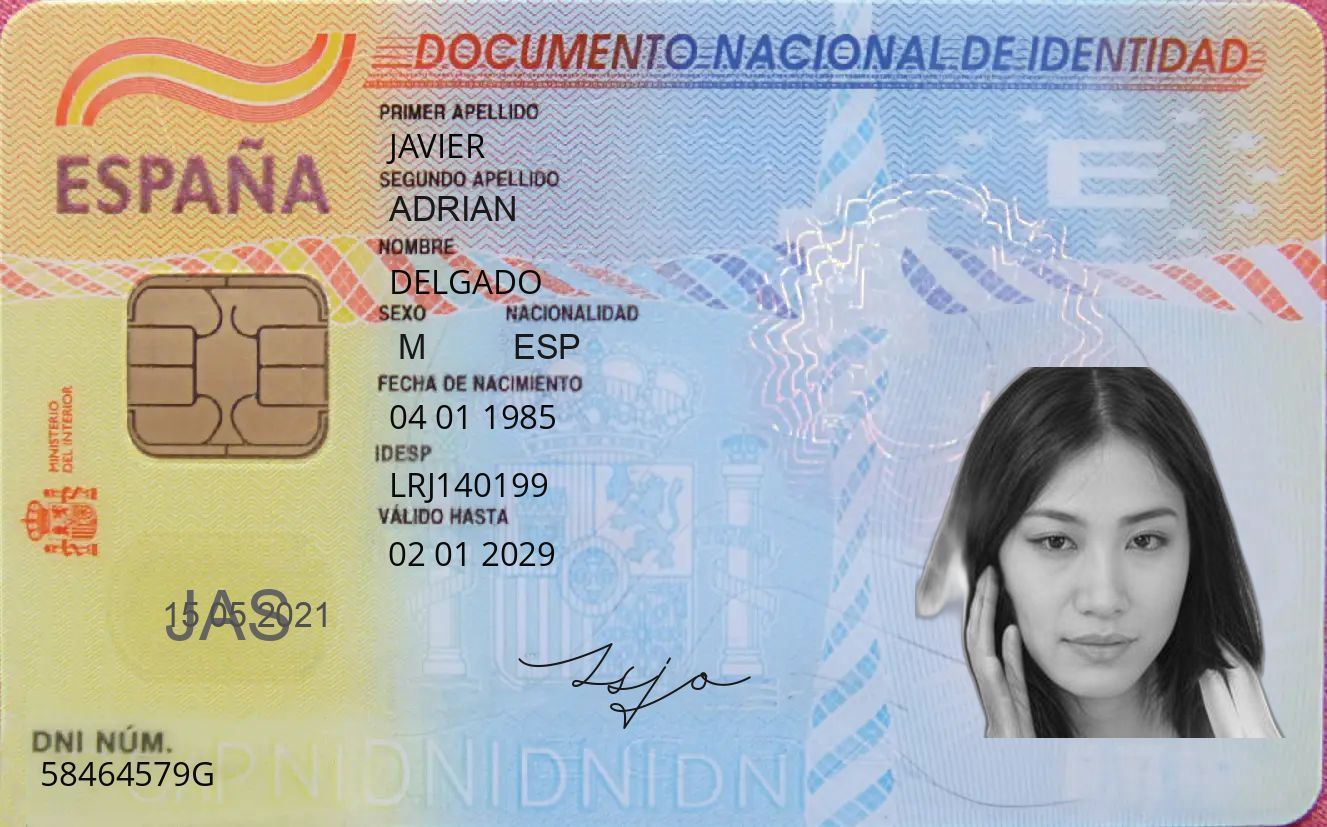 DOCUMENTO NACIONAL DE IDENTIDAD
ESPAÑA
PRIMER APELLIDO
JAVIER
SEGUNDO APELLIDO
ADRIAN
NOMBRE
DELGADO
SEXO NACIONALIDAD
M ESP
FECHA DE NACIMIENTO
04 01 1985
IDESP
LRJ140199
VÁLIDO HASTA
02 01 2029
MINISTERIO
DEL INTERIOR
E
JAS
15 05 2021
DNI NÚM.
58464579G